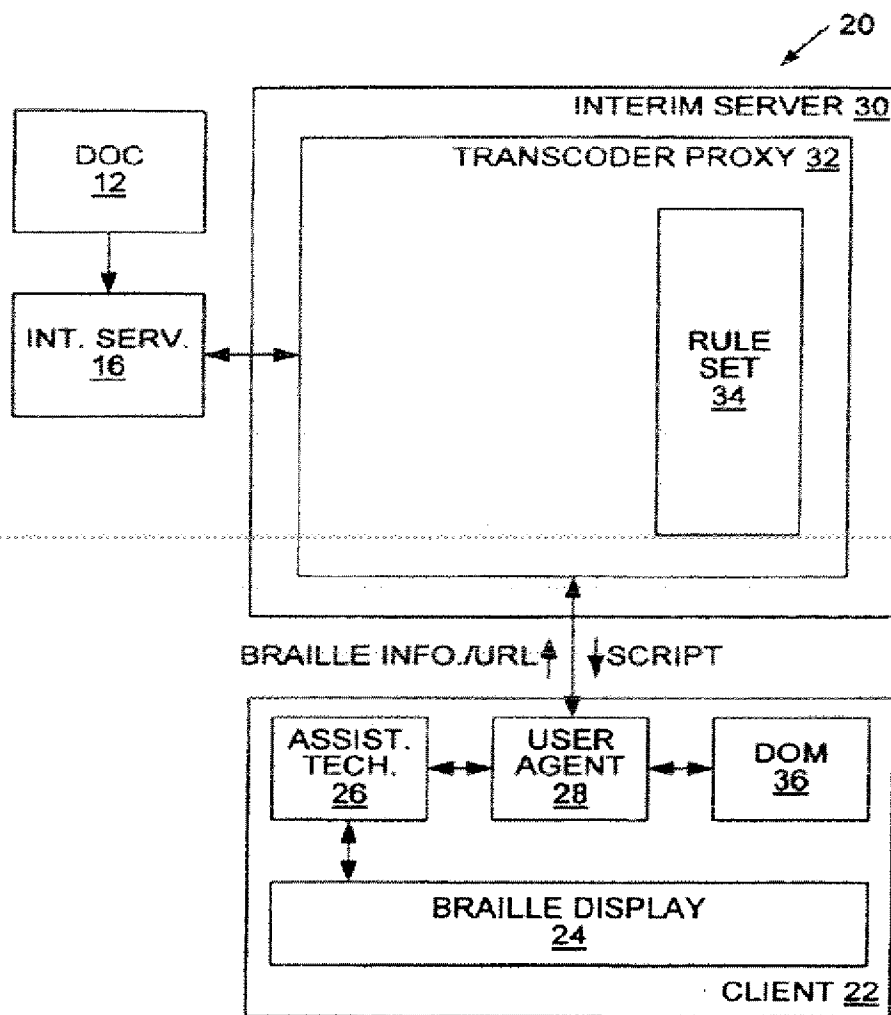 20
INTERIM SERVER 30
TRANSCODER PROXY 32
DOC
12
INT. SERV.
16
RULE
SET
34
BRAILLE INFO./URL SCRIPT
ASSIST.
TECH.
26
USER
AGENT
28
DOM
36
BRAILLE DISPLAY
24
CLIENT 22